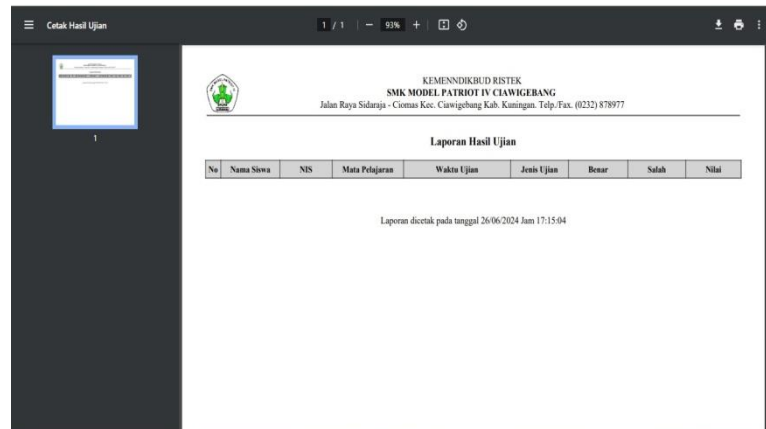 Cetak Hasil Ujian
1 / 1 | − 93% + |
1
KEMENNDIKBUD RISTEK
SMK MODEL PATRIOT IV CIAWIGEBANG
Jalan Raya Sidaraja - Ciomas Kec. Ciawigebang Kab. Kuningan. Telp./Fax. (0232) 878977
Laporan Hasil Ujian
No Nama Siswa NIS Mata Pelajaran Waktu Ujian Jenis Ujian Benar Salah Nilai
Laporan dicetak pada tanggal 26/06/2024 Jam 17:15:04